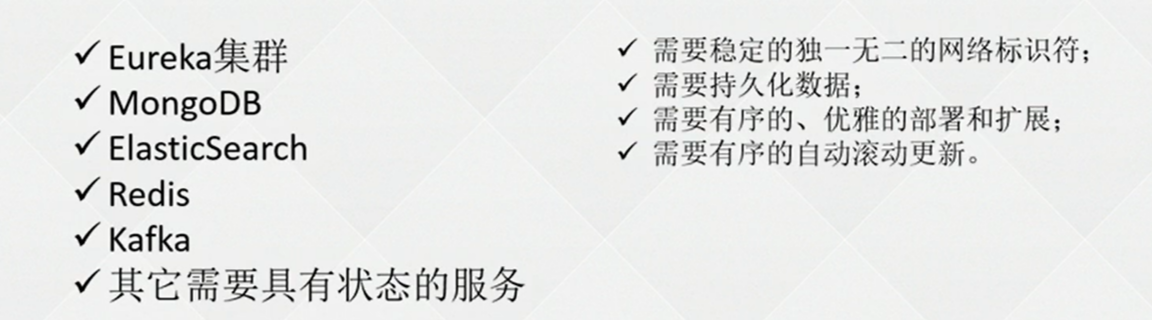 ✓ Eureka集群
✓ MongoDB
✓ ElasticSearch
✓ Redis
✓ Kafka
✓ 其它需要具有状态的服务
✓ 需要稳定的独一无二的网络标识符；
✓ 需要持久化数据；
✓ 需要有序的、优雅的部署和扩展；
✓ 需要有序的自动滚动更新。